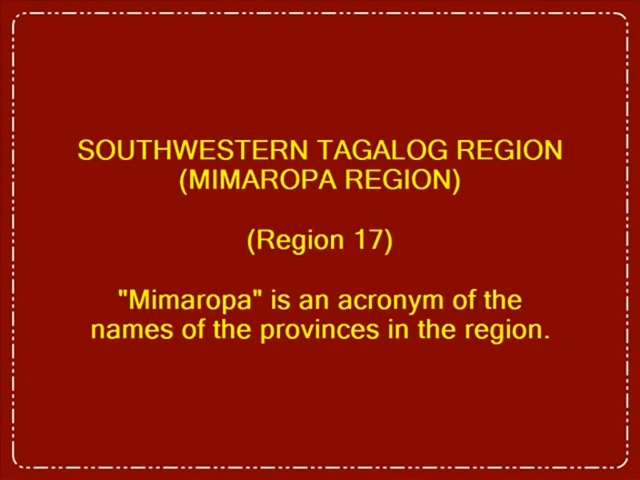 SOUTHWESTERN TAGALOG REGION
(MIMAROPA REGION)
(Region 17)
"Mimaropa" is an acronym of the
names of the provinces in the region.